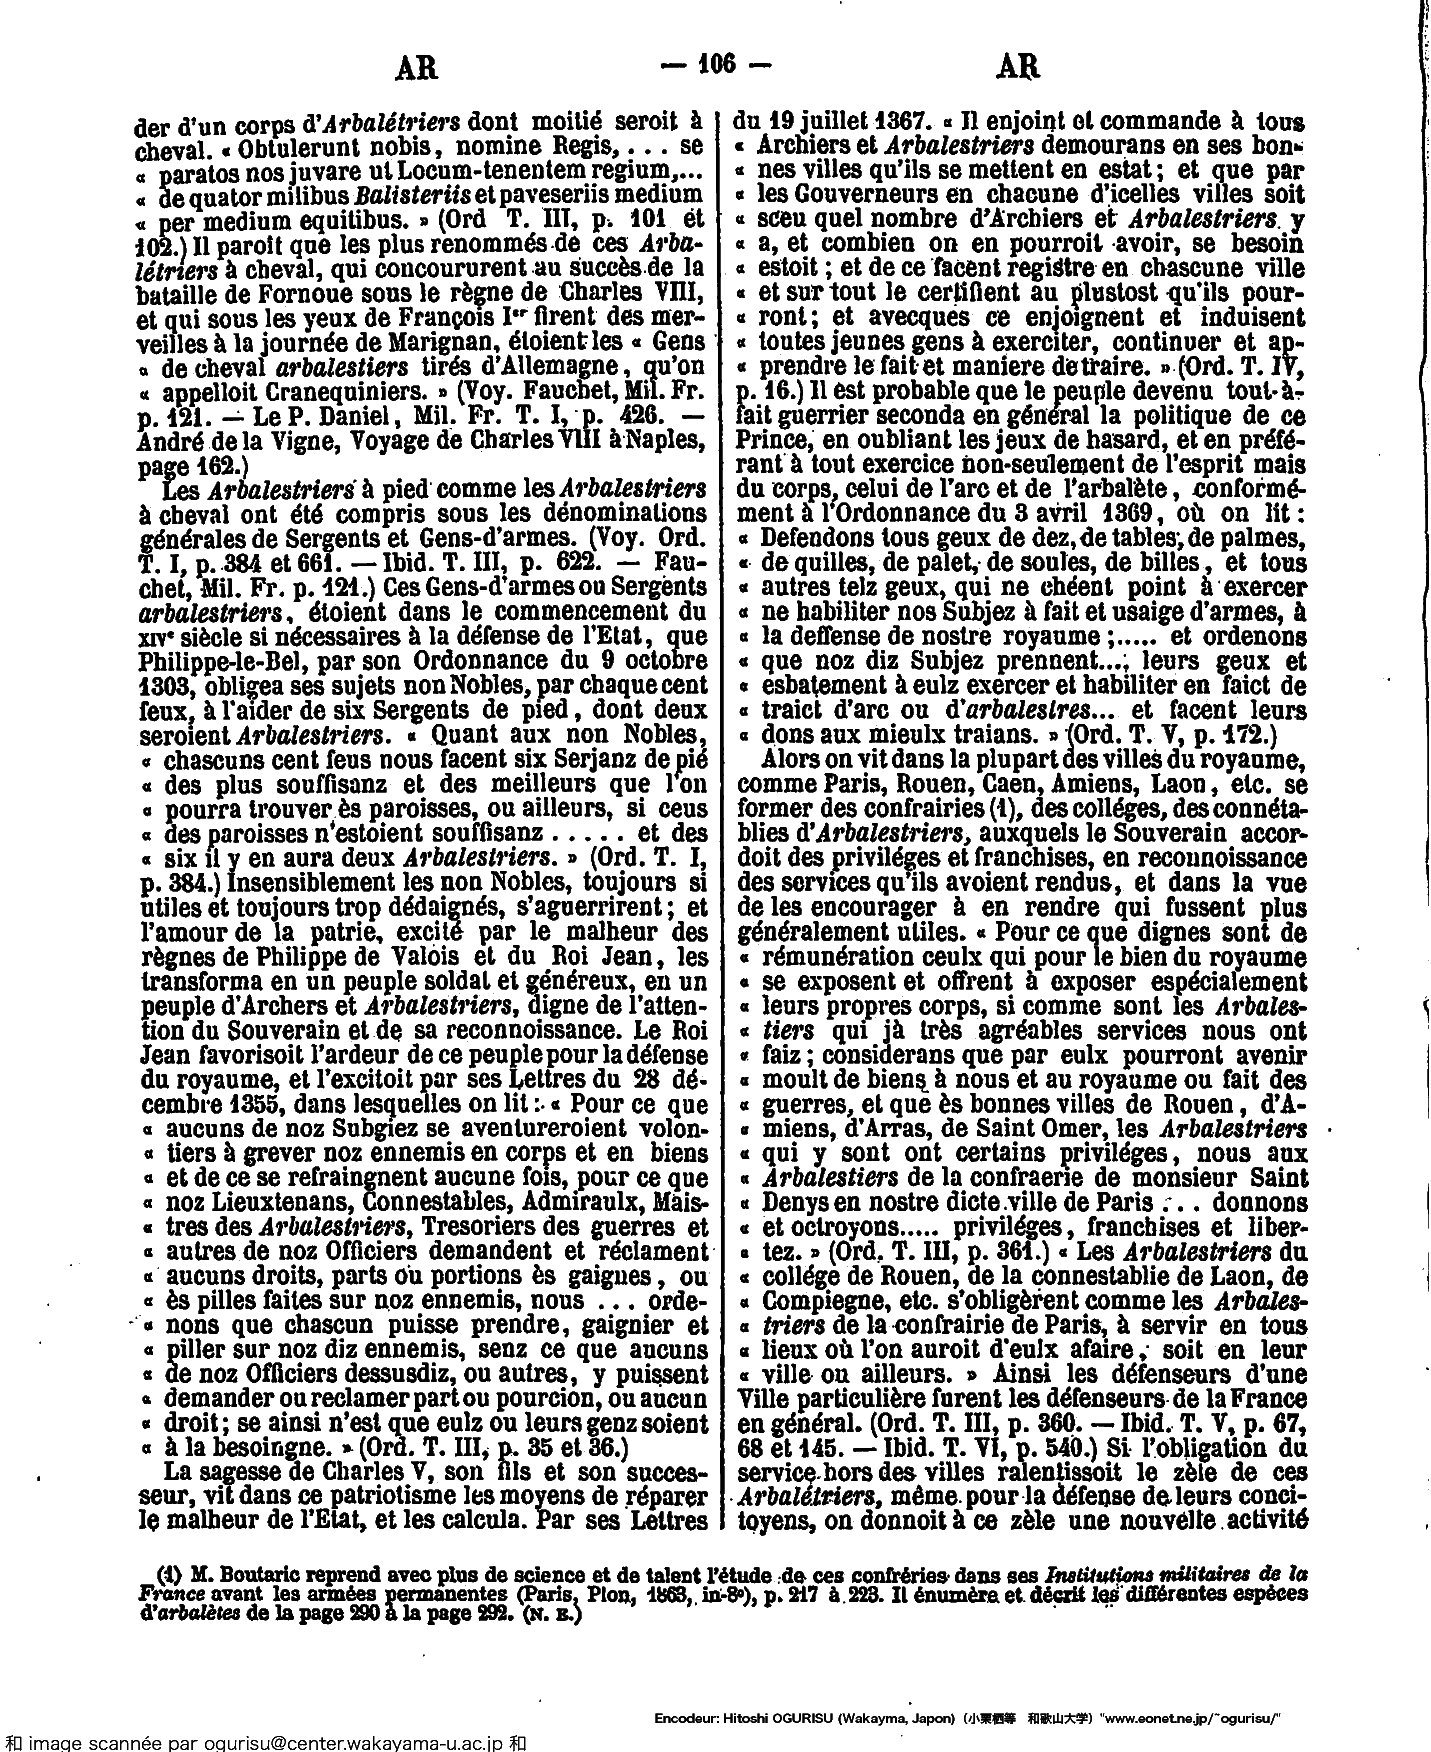 AR
— 106 —
AR
der d'un corps d'Arbalétriers dont moitié seroit à
cheval. « Obtulerunt nobis, nomine Regis, . . . se
« paratos nos juvare ut Locum-tenentem regium,...
« de quator milibus Balisteriis et paveseriis medium
« per medium equitibus. » (Ord T. III, p. 101 et
102.) Il paroît que les plus renommés de ces Arba-
létriers à cheval, qui concoururent au succès de la
bataille de Fornoue sous le règne de Charles VIII,
et qui sous les yeux de François Ier firent des mer-
veilles à la journée de Marignan, étoient les « Gens
« de cheval arbalestiers tirés d'Allemagne, qu'on
« appelloit Cranequiniers. » (Voy. Fauchet, Mil. Fr.
p. 121. — Le P. Daniel, Mil. Fr. T. I, p. 426. —
André de la Vigne, Voyage de Charles VIII à Naples,
page 162.)
Les Arbalestriers à pied comme les Arbalestriers
à cheval ont été compris sous les dénominations
générales de Sergents et Gens-d'armes. (Voy. Ord.
T. I, p. 384 et 661. — Ibid. T. III, p. 622. — Fau-
chet, Mil. Fr. p. 121.) Ces Gens-d'armes ou Sergents
arbalestriers, étoient dans le commencement du
XIVe siècle si nécessaires à la défense de l'Etat, que
Philippe-le-Bel, par son Ordonnance du 9 octobre
1303, obligea ses sujets non Nobles, par chaque cent
feux, à l'aider de six Sergents de pied, dont deux
seroient Arbalestriers. « Quant aux non Nobles,
« chascuns cent feus nous facent six Serjanz de pié
« des plus souffisanz et des meilleurs que l'on
« pourra trouver ès paroisses, ou ailleurs, si ceus
« des paroisses n'estoient souffisanz . . . . . et des
« six il y en aura deux Arbalestriers. » (Ord. T. I,
p. 384.) Insensiblement les non Nobles, toujours si
utiles et toujours trop dédaignés, s'aguerrirent ; et
l'amour de la patrie, excité par le malheur des
règnes de Philippe de Valois et du Roi Jean, les
transforma en un peuple soldat et généreux, en un
peuple d'Archers et Arbalestriers, digne de l'atten-
tion du Souverain et de sa reconnoissance. Le Roi
Jean favorisoit l'ardeur de ce peuple pour la défense
du royaume, et l'excitoit par ses Lettres du 28 dé-
cembre 1355, dans lesquelles on lit : « Pour ce que
« aucuns de noz Subgiez se aventureroient volon-
« tiers à grever noz ennemis en corps et en biens
« et de ce se refraingnent aucune fois, pour ce que
« noz Lieuxtenans, Connestables, Admiraulx, Mais-
« tres des Arbalestriers, Tresoriers des guerres et
« autres de noz Officiers demandent et réclament
« aucuns droits, parts ou portions ès gaignes, ou
« ès pilles faites sur noz ennemis, nous . . . orde-
« nons que chascun puisse prendre, gaignier et
« piller sur noz diz ennemis, senz ce que aucuns
« de noz Officiers dessusdiz, ou autres, y puissent
« demander ou reclamer part ou pourcion, ou aucun
« droit ; se ainsi n'est que eulz ou leurs genz soient
« à la besoingne. » (Ord. T. III, p. 35 et 36.)
La sagesse de Charles V, son fils et son succes-
seur, vit dans ce patriotisme les moyens de réparer
le malheur de l'Etat, et les calcula. Par ses Lettres
du 19 juillet 1367. « Il enjoint et commande à tous
« Archiers et Arbalestriers demourans en ses bon-
« nes villes qu'ils se mettent en estat ; et que par
« les Gouverneurs en chacune d'icelles villes soit
« sceu quel nombre d'Archiers et Arbalestriers y
« a, et combien on en pourroit avoir, se besoin
« estoit ; et de ce facent registre en chascune ville
« et sur tout le certifient au plustost qu'ils pour-
« ront ; et avecques ce enjoignent et induisent
« toutes jeunes gens à exerciter, continuer et ap-
« prendre le fait et maniere de traire. » (Ord. T. IV,
p. 16.) Il est probable que le peuple devenu tout-à-
fait guerrier seconda en général la politique de ce
Prince, en oubliant les jeux de hasard, et en préfé-
rant à tout exercice non-seulement de l'esprit mais
du corps, celui de l'arc et de l'arbalète, conformé-
ment à l'Ordonnance du 3 avril 1369, où on lit :
« Defendons tous geux de dez, de tables, de palmes,
« de quilles, de palet, de soules, de billes, et tous
« autres telz geux, qui ne chéent point à exercer
« ne habiliter nos Subjez à fait et usaige d'armes, à
« la deffense de nostre royaume ;..... et ordenons
« que noz diz Subjez prennent...; leurs geux et
« esbatement à eulz exercer et habiliter en faict de
« traict d'arc ou d'arbalestres... et facent leurs
« dons aux mieulx traians. » (Ord. T. V, p. 172.)
Alors on vit dans la plupart des villes du royaume,
comme Paris, Rouen, Caen, Amiens, Laon, etc. se
former des confrairies (1), des colléges, des connéta-
blies d'Arbalestriers, auxquels le Souverain accor-
doit des priviléges et franchises, en reconnoissance
des services qu'ils avoient rendus, et dans la vue
de les encourager à en rendre qui fussent plus
généralement utiles. « Pour ce que dignes sont de
« rémunération ceulx qui pour le bien du royaume
« se exposent et offrent à exposer espécialement
« leurs propres corps, si comme sont les Arbales-
« tiers qui jà très agréables services nous ont
« faiz ; considerans que par eulx pourront avenir
« moult de biens à nous et au royaume ou fait des
« guerres, et que ès bonnes villes de Rouen, d'A-
« miens, d'Arras, de Saint Omer, les Arbalestriers
« qui y sont ont certains priviléges, nous aux
« Arbalestiers de la confraerie de monsieur Saint
« Denys en nostre dicte ville de Paris . . . donnons
« et octroyons..... priviléges, franchises et liber-
« tez. » (Ord. T. III, p. 361.) « Les Arbalestriers du
« collége de Rouen, de la connestablie de Laon, de
« Compiegne, etc. s'obligèrent comme les Arbales-
« triers de la confrairie de Paris, à servir en tous
« lieux où l'on auroit d'eulx afaire, soit en leur
« ville ou ailleurs. » Ainsi les défenseurs d'une
Ville particulière furent les défenseurs de la France
en général. (Ord. T. III, p. 360. — Ibid. T. V, p. 67,
68 et 145. — Ibid. T. VI, p. 540.) Si l'obligation du
service hors des villes ralentissoit le zèle de ces
Arbalétriers, même pour la défense de leurs conci-
toyens, on donnoit à ce zèle une nouvelle activité
(1) M. Boutaric reprend avec plus de science et de talent l'étude de ces confréries dans ses Institutions militaires de la
France avant les armées permanentes (Paris, Plon, 1863, in-8o), p. 217 à 223. Il énumère et décrit les différentes espèces
d'arbalètes de la page 290 à la page 292. (N. E.)
Encodeur: Hitoshi OGURISU (Wakayma, Japon) (小栗栖等 和歌山大学) "www.eonet.ne.jp/~ogurisu/"
和 image scannée par ogurisu@center.wakayama-u.ac.jp 和